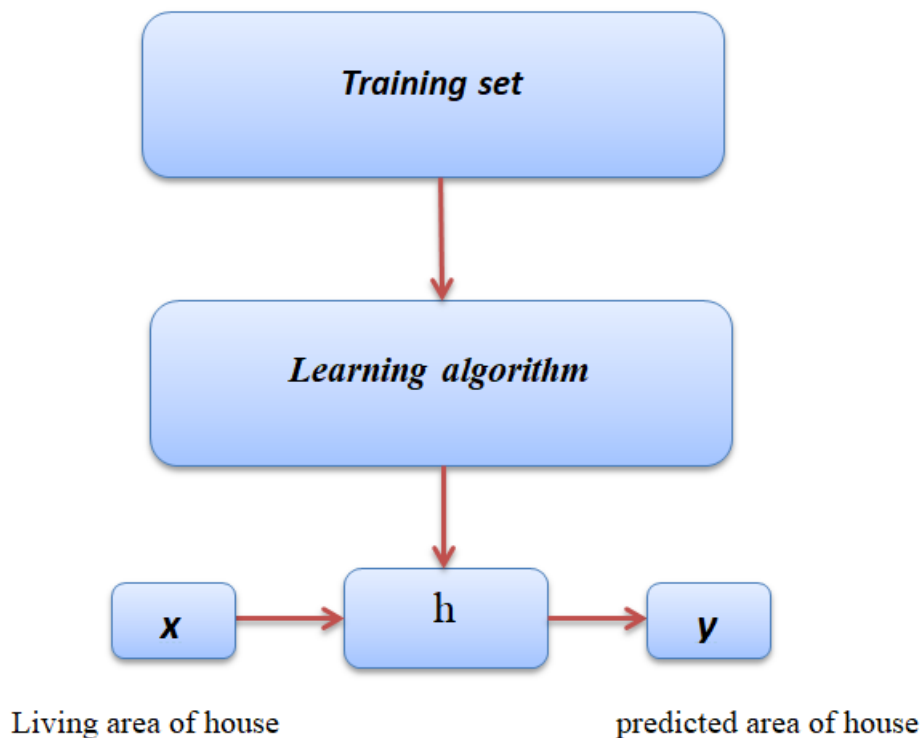 Training set
Learning algorithm
h
x
y
Living area of house
predicted area of house